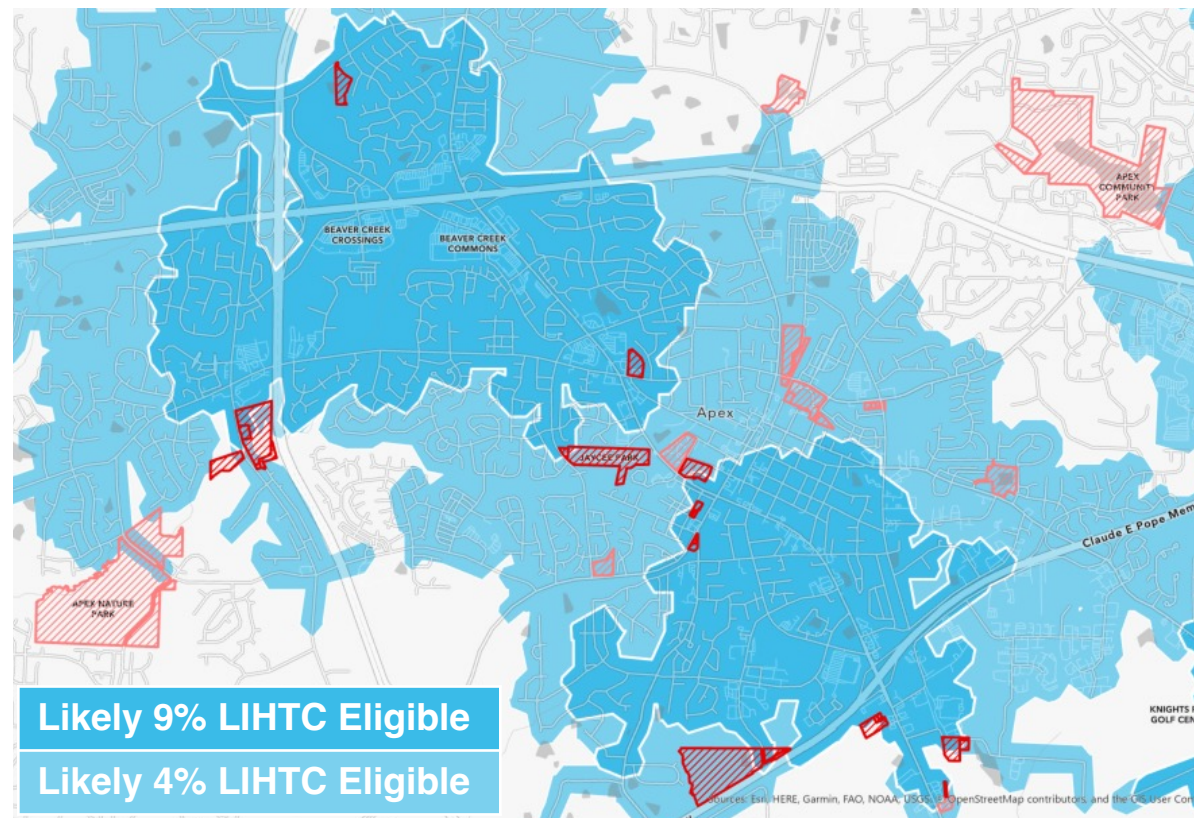 APEX
COMMUNITY
PARK
BEAVER CREEK
CROSSINGS
BEAVER CREEK
COMMONS
Apex
JAYCEE PARK
Claude E Pope Mem
APEX NATURE
PARK
KNIGHTS
GOLF CEN
Likely 9% LIHTC Eligible
Likely 4% LIHTC Eligible
Sources: Esri, HERE, Garmin, FAO, NOAA, USGS, © OpenStreetMap contributors, and the GIS User Com